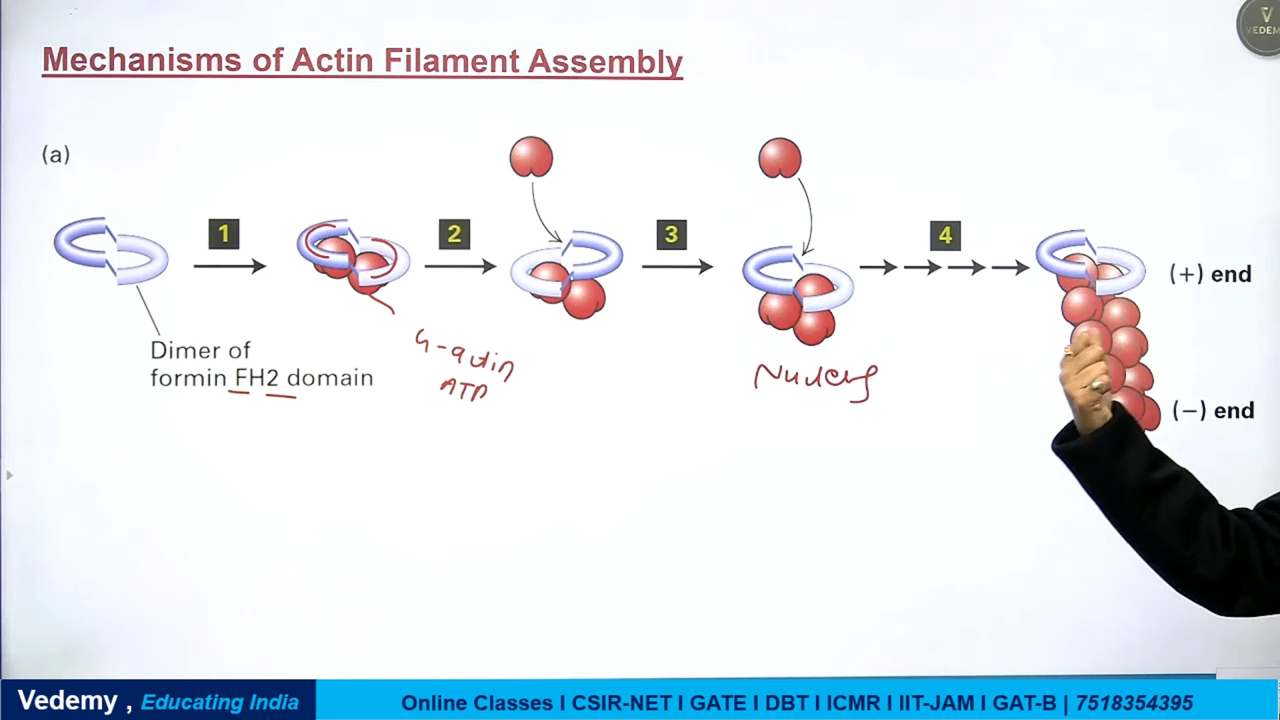 Mechanisms of Actin Filament Assembly
V
VEDEM
(a)
1
2
3
4
(+) end
Dimer of
formin FH2 domain
G-actin
ATP
Nucleus
(−) end
Vedemy , Educating India
Online Classes I CSIR-NET I GATE I DBT I ICMR I IIT-JAM I GAT-B | 7518354395